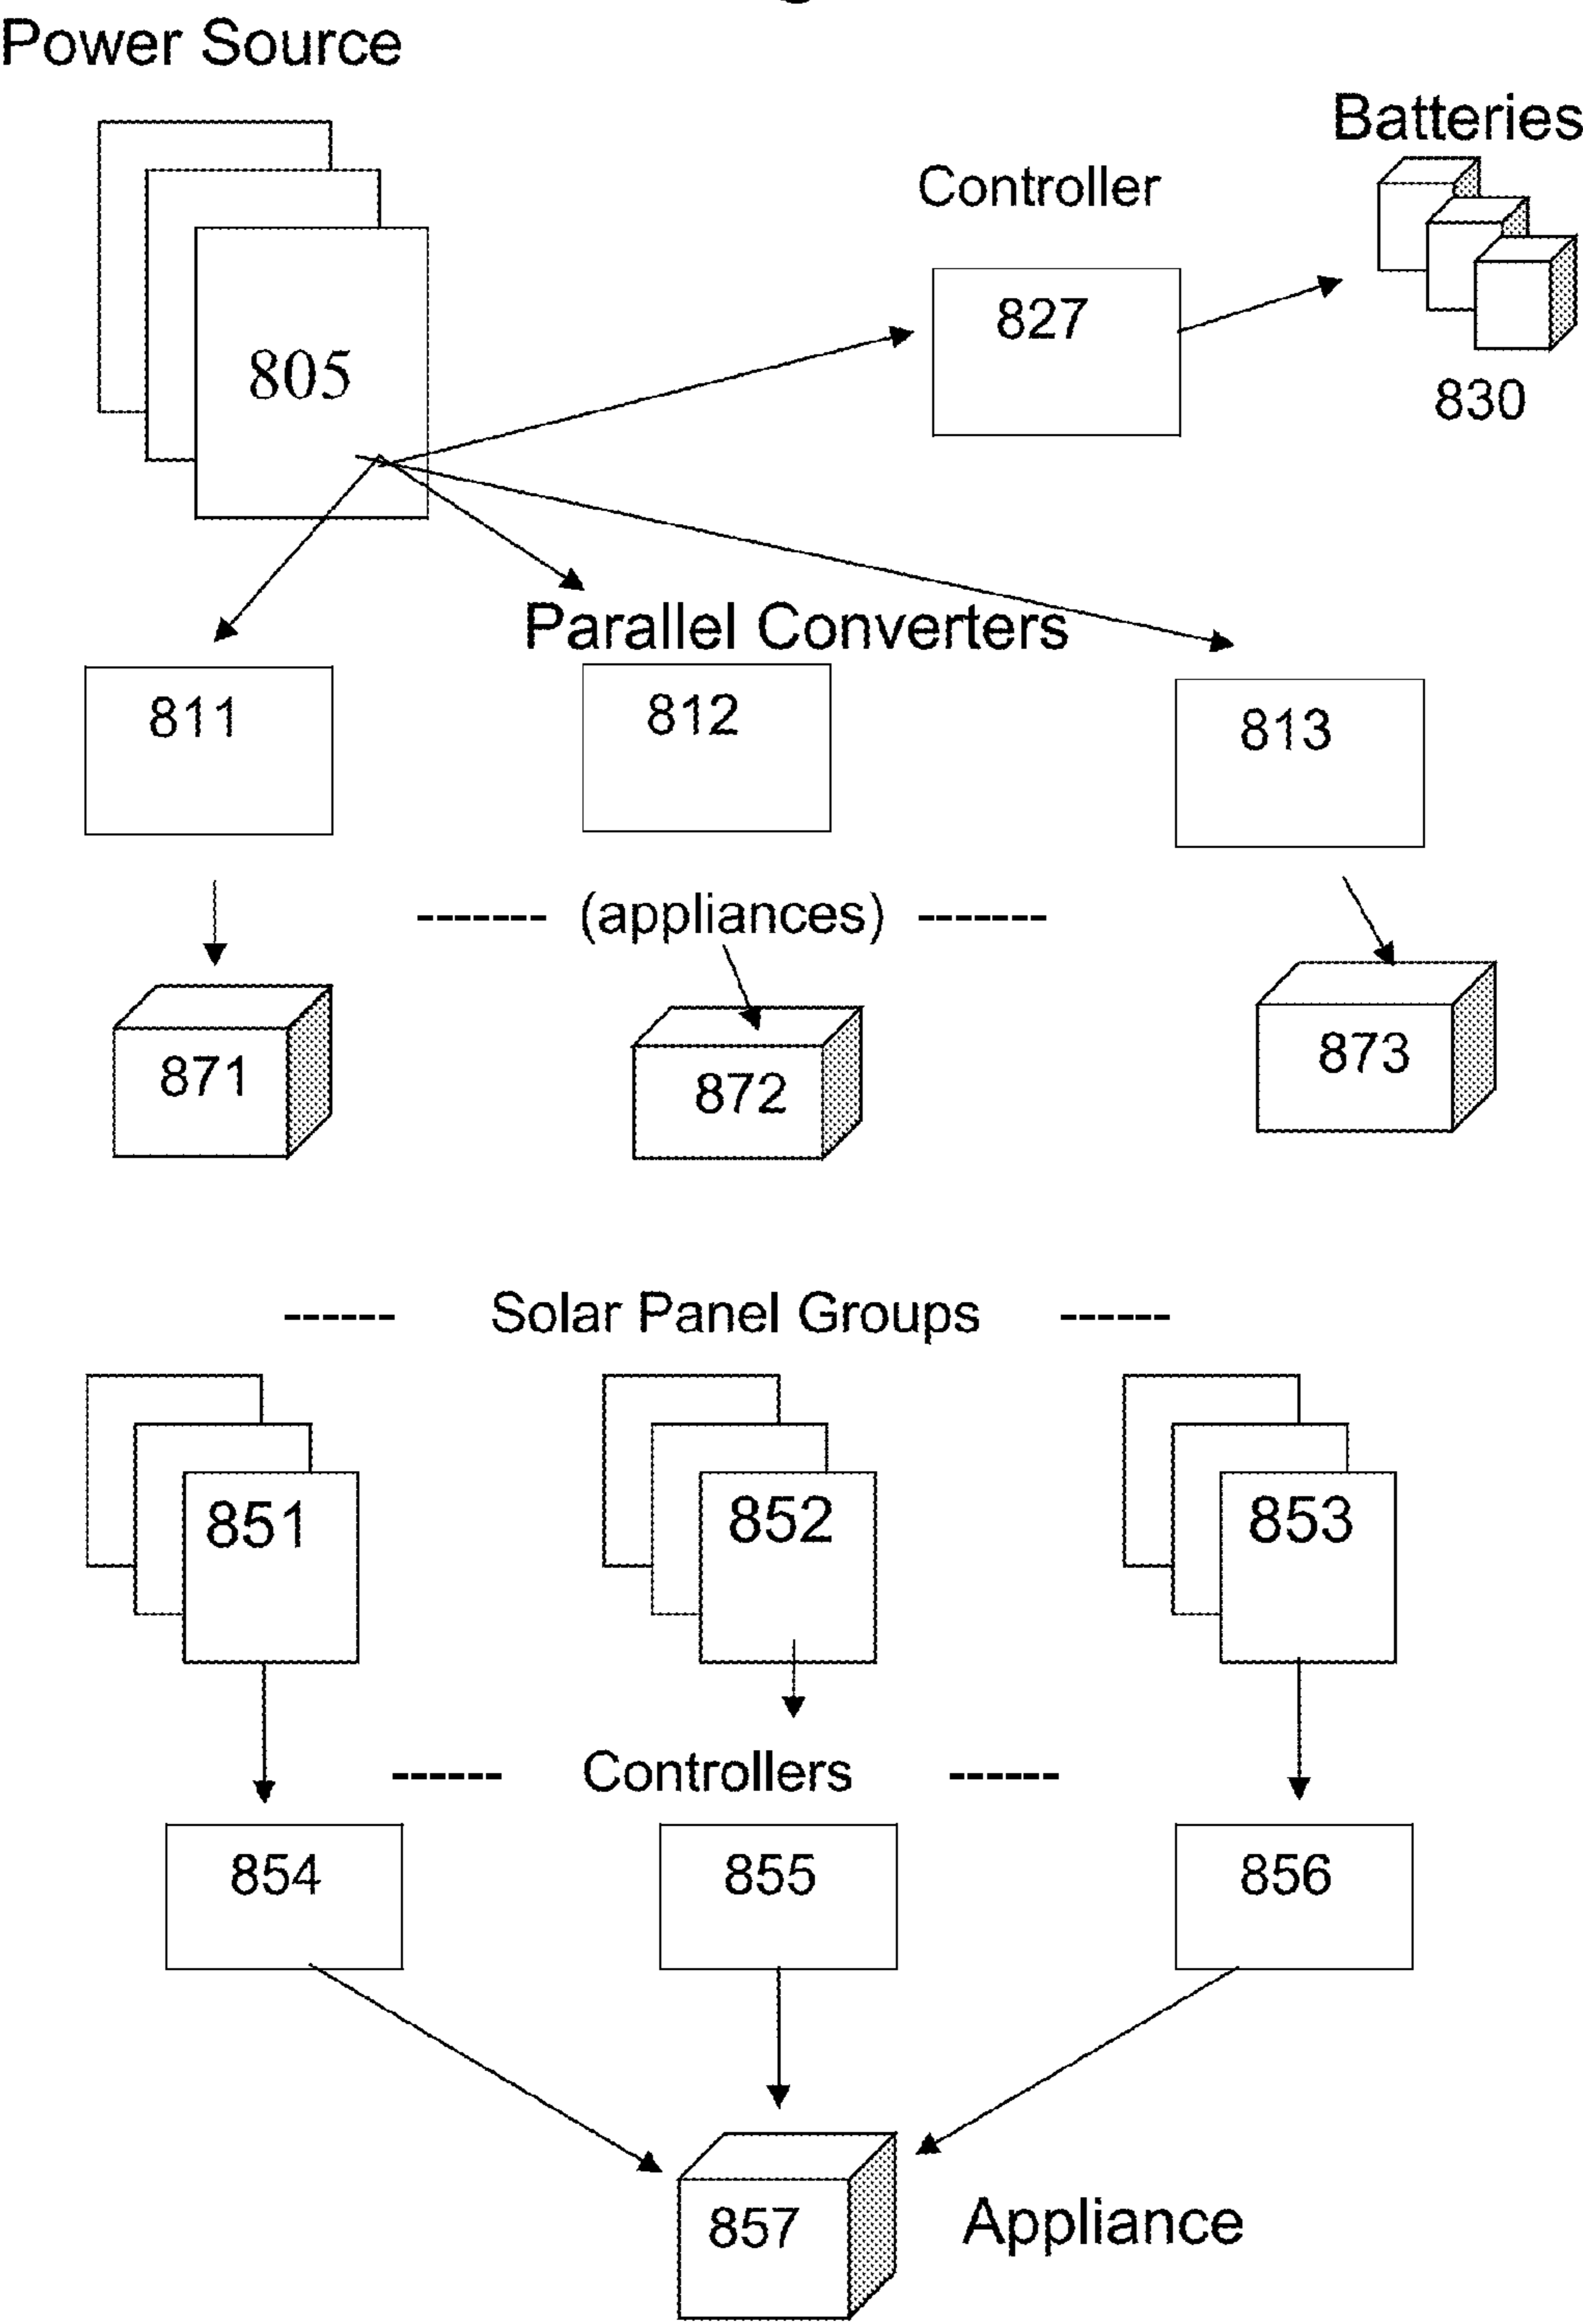 Power Source
Batteries
Controller
827
805
830
Parallel Converters
811
812
813
------- (appliances) -------
871
872
873
------ Solar Panel Groups ------
851
852
853
------ Controllers ------
854
855
856
857
Appliance